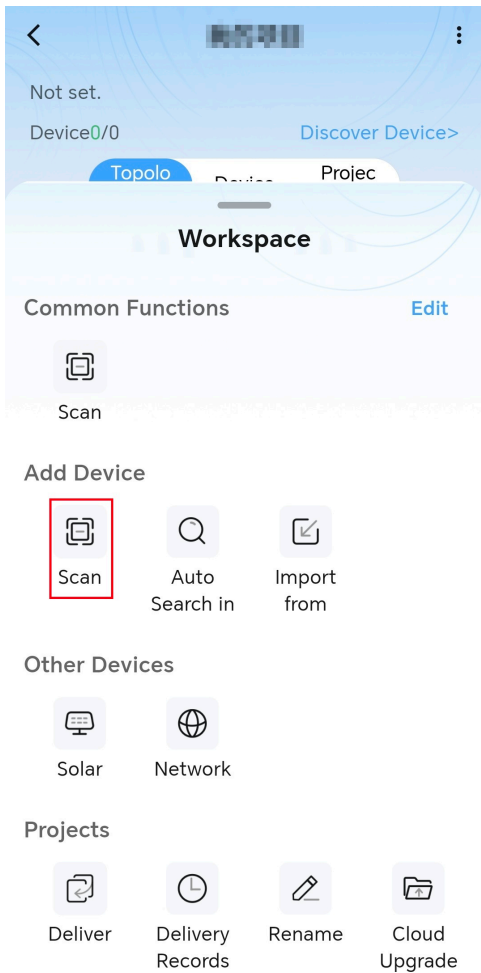 Not set.
Device0/0
Discover Device>
Topolo
Projec
Workspace
Common Functions
Edit
Scan
Add Device
Scan
Auto
Search in
Import
from
Other Devices
Solar
Network
Projects
Deliver
Delivery
Records
Rename
Cloud
Upgrade